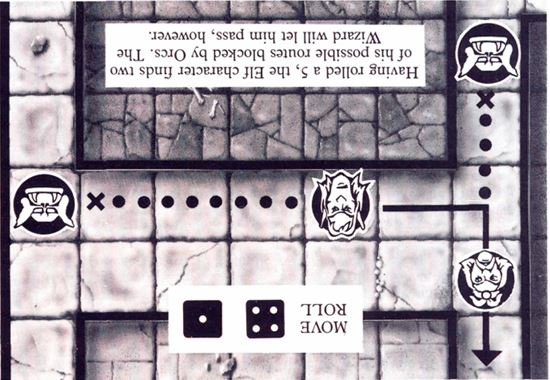 MOVE
ROLL
Having rolled a 5, the Elf character finds two
of his possible routes blocked by Orcs. The
Wizard will let him pass, however.